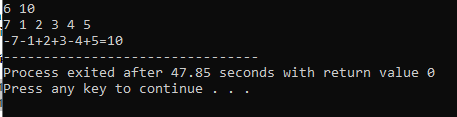 6 10
7 1 2 3 4 5
-7-1+2+3-4+5=10
--------------------------------
Process exited after 47.85 seconds with return value 0
Press any key to continue . . .